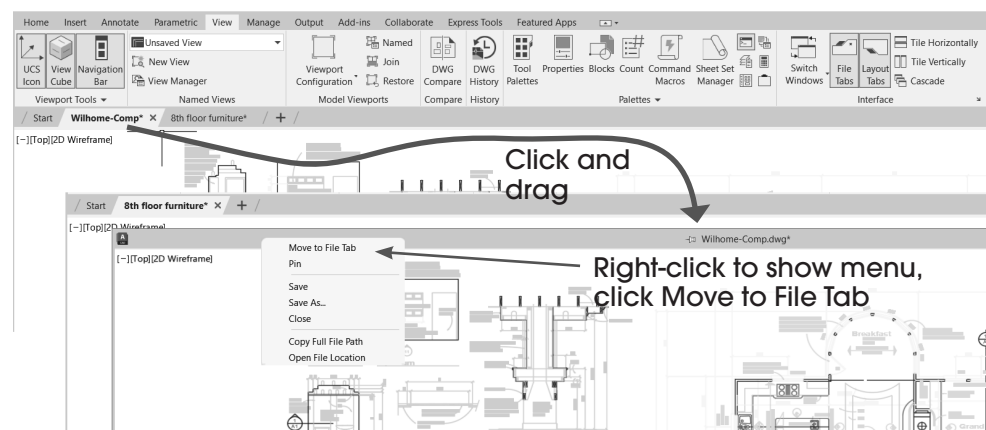 Home Insert Annotate Parametric View Manage Output Add-ins Collaborate Express Tools Featured Apps
Unsaved View
New View
View Manager
UCS Icon
View Cube
Navigation Bar
Viewport Configuration
Named
Join
Restore
DWG Compare
DWG History
Tool Palettes
Properties
Blocks
Count
Command Macros
Sheet Set Manager
Switch Windows
File Tabs
Layout Tabs
Tile Horizontally
Tile Vertically
Cascade
Viewport Tools Named Views Model Viewports Compare History Palettes Interface
Start Wilhome-Comp* × 8th floor furniture* +
[−][Top][2D Wireframe]
Click and
drag
Start 8th floor furniture* × +
[−][Top][2D Wireframe]
Wilhome-Comp.dwg*
[−][Top][2D Wireframe]
Move to File Tab
Pin
Save
Save As...
Close
Copy Full File Path
Open File Location
Right-click to show menu,
click Move to File Tab
Breakfast
Grand